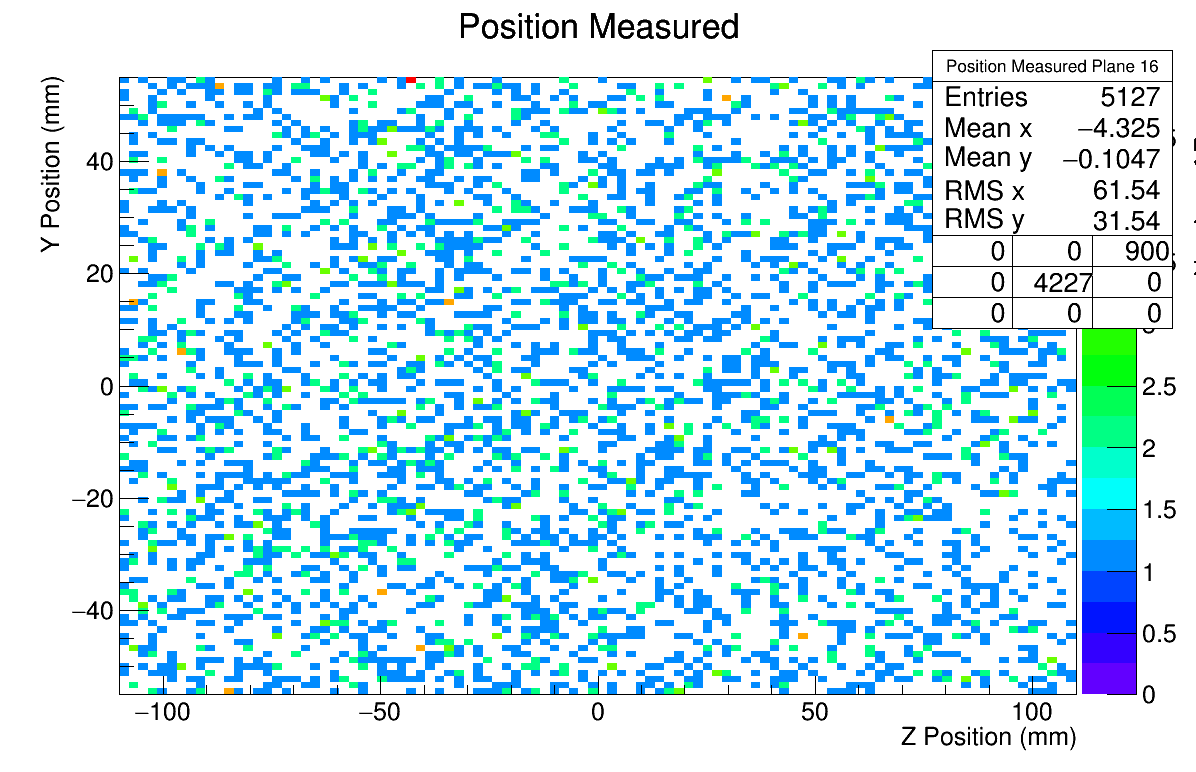 Position Measured
Position Measured Plane 16
Entries 5127
Mean x −4.325
Mean y −0.1047
RMS x 61.54
RMS y 31.54
0 0 900
0 4227 0
0 0 0
Y Position (mm)
40
20
0
−20
−40
−100 −50 0 50 100
Z Position (mm)
2.5
2
1.5
1
0.5
0